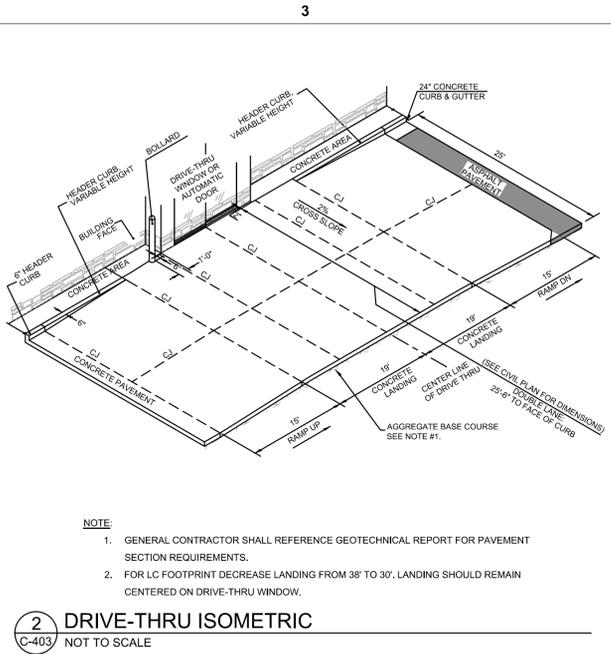 3
24" CONCRETE
CURB & GUTTER
HEADER CURB,
VARIABLE HEIGHT
BOLLARD
DRIVE-THRU
WINDOW OR
AUTOMATIC
DOOR
CONCRETE AREA
25'
ASPHALT
PAVEMENT
HEADER CURB,
VARIABLE HEIGHT
CJ
CJ
2%
CROSS SLOPE
CJ
BUILDING
FACE
CJ
1'-0"
6"
CJ
6" HEADER
CURB
CONCRETE AREA
CJ
15'
RAMP DN
6"
19'
CONCRETE
LANDING
CJ
CJ
CONCRETE PAVEMENT
19'
CONCRETE
LANDING
CENTER LINE
OF DRIVE THRU
(SEE CIVIL PLAN FOR DIMENSIONS)
DOUBLE LANE
25'-6" TO FACE OF CURB
15'
RAMP UP
AGGREGATE BASE COURSE
SEE NOTE #1.
NOTE:
1. GENERAL CONTRACTOR SHALL REFERENCE GEOTECHNICAL REPORT FOR PAVEMENT
SECTION REQUIREMENTS.
2. FOR LC FOOTPRINT DECREASE LANDING FROM 38' TO 30'. LANDING SHOULD REMAIN
CENTERED ON DRIVE-THRU WINDOW.
2
C-403
DRIVE-THRU ISOMETRIC
NOT TO SCALE